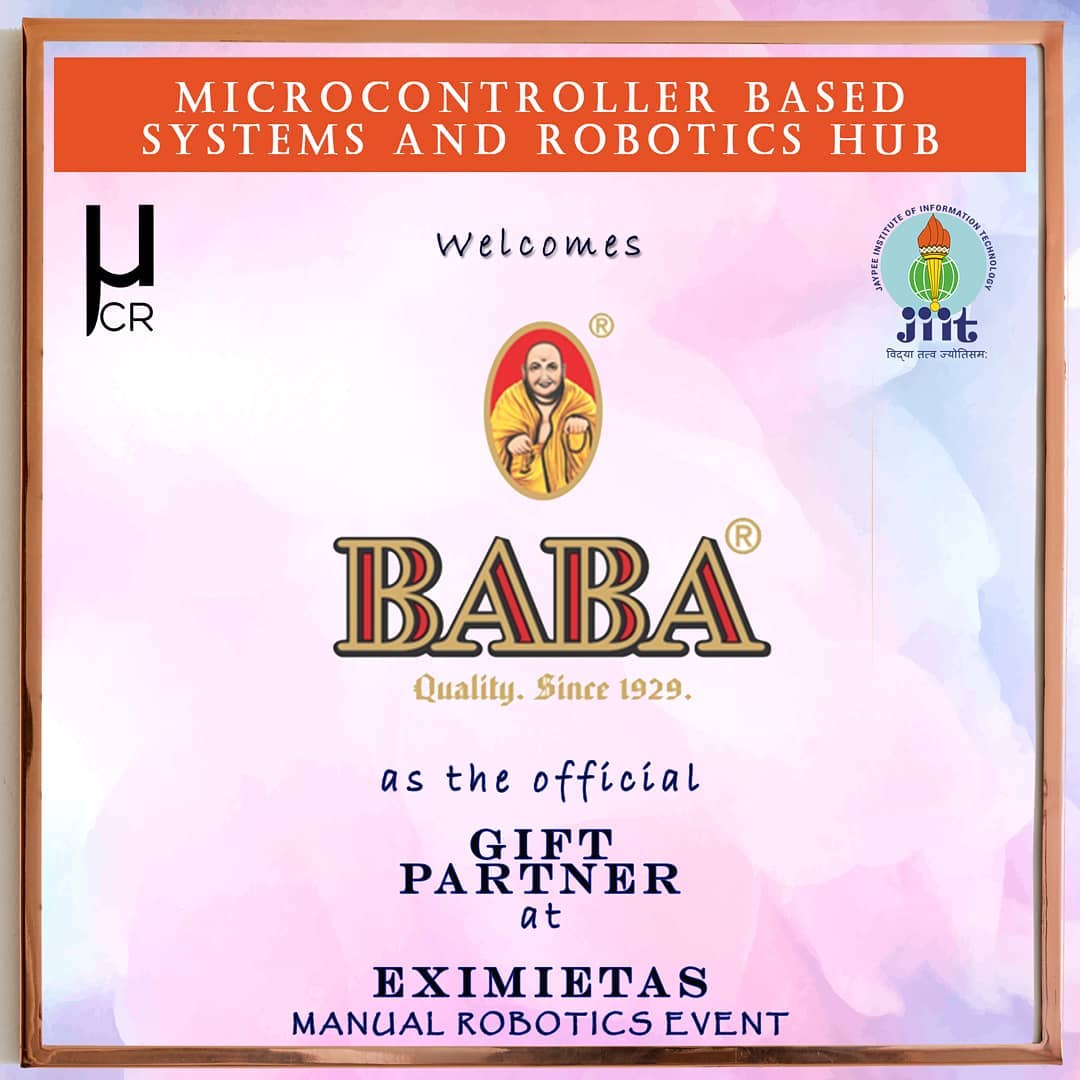 MICROCONTROLLER BASED
SYSTEMS AND ROBOTICS HUB
µCR
Welcomes
JAYPEE INSTITUTE OF INFORMATION TECHNOLOGY
jiit
विद्या तत्व ज्योतिसम:
®
BABA®
Quality. Since 1929.
as the official
GIFT
PARTNER
at
EXIMIETAS
MANUAL ROBOTICS EVENT